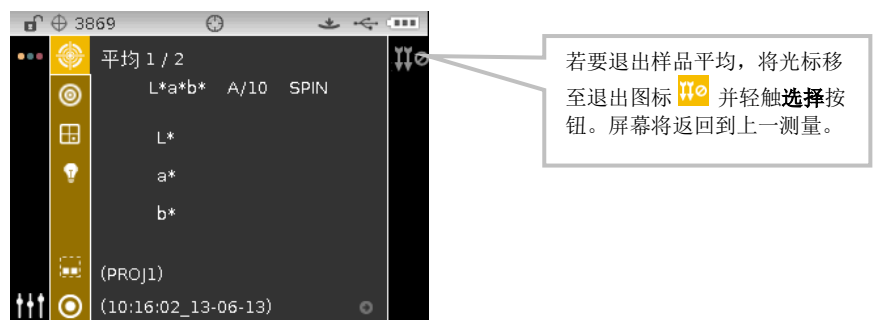 3869
平均 1 / 2
L*a*b* A/10 SPIN
L*
a*
b*
(PROJ1)
(10:16:02_13-06-13)
若要退出样品平均，将光标移
至退出图标 并轻触选择按
钮。屏幕将返回到上一测量。